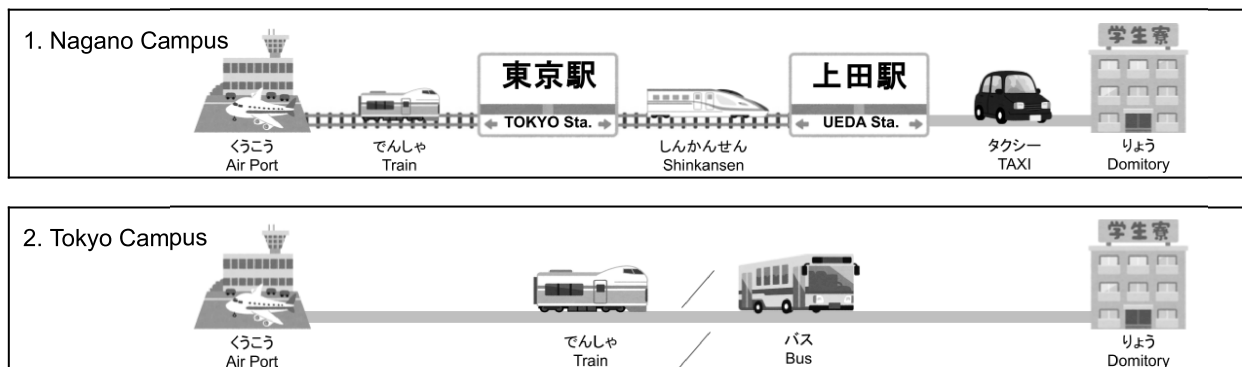 1. Nagano Campus
学生寮
東京駅
TOKYO Sta.
上田駅
UEDA Sta.
くうこう
Air Port
でんしゃ
Train
しんかんせん
Shinkansen
タクシー
TAXI
りょう
Domitory
2. Tokyo Campus
学生寮
くうこう
Air Port
でんしゃ
Train
バス
Bus
りょう
Domitory